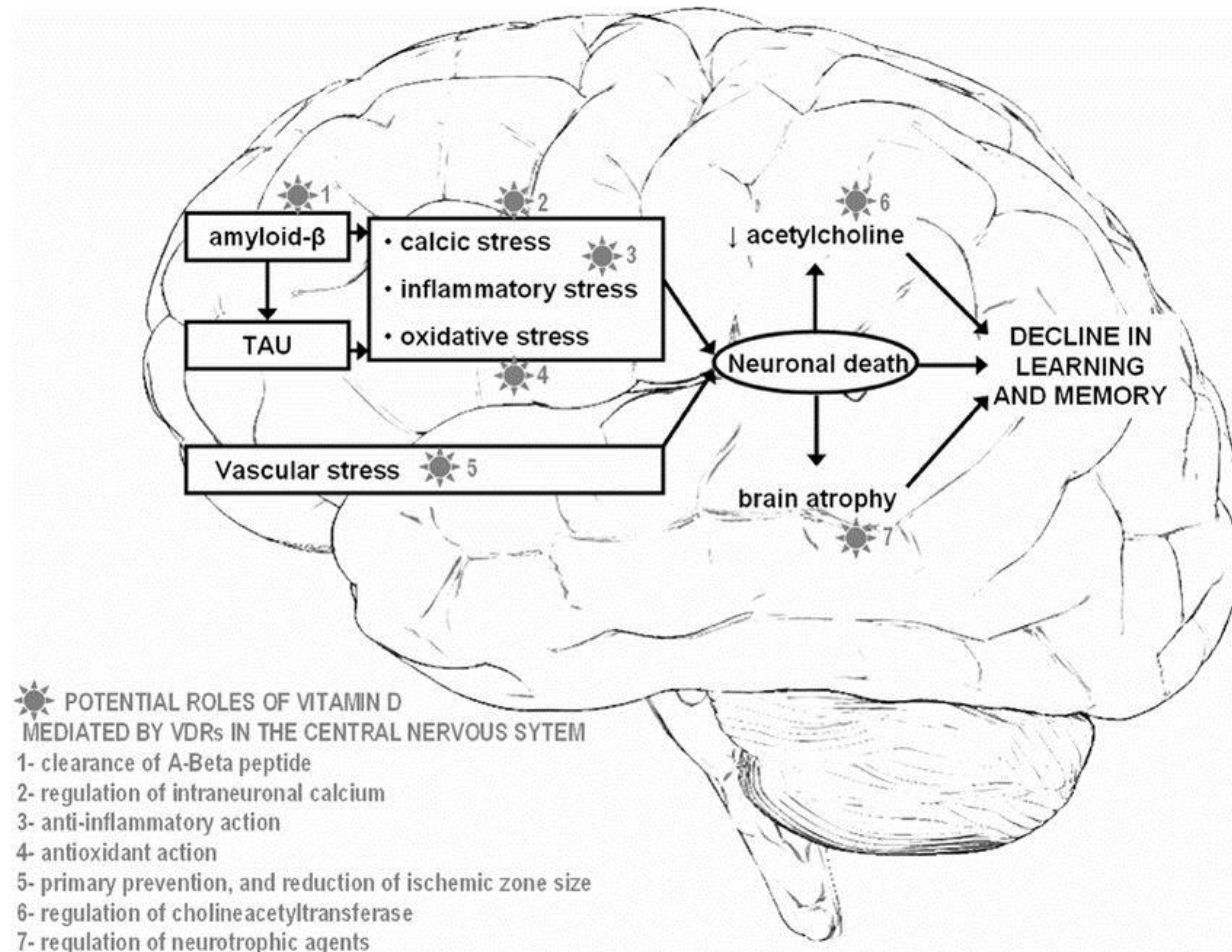 1
2
6
amyloid-β
• calcic stress
↓ acetylcholine
3
• inflammatory stress
TAU
• oxidative stress
DECLINE IN
LEARNING
AND MEMORY
Neuronal death
4
Vascular stress
5
brain atrophy
7
POTENTIAL ROLES OF VITAMIN D
MEDIATED BY VDRs IN THE CENTRAL NERVOUS SYTEM
1- clearance of A-Beta peptide
2- regulation of intraneuronal calcium
3- anti-inflammatory action
4- antioxidant action
5- primary prevention, and reduction of ischemic zone size
6- regulation of cholineacetyltransferase
7- regulation of neurotrophic agents